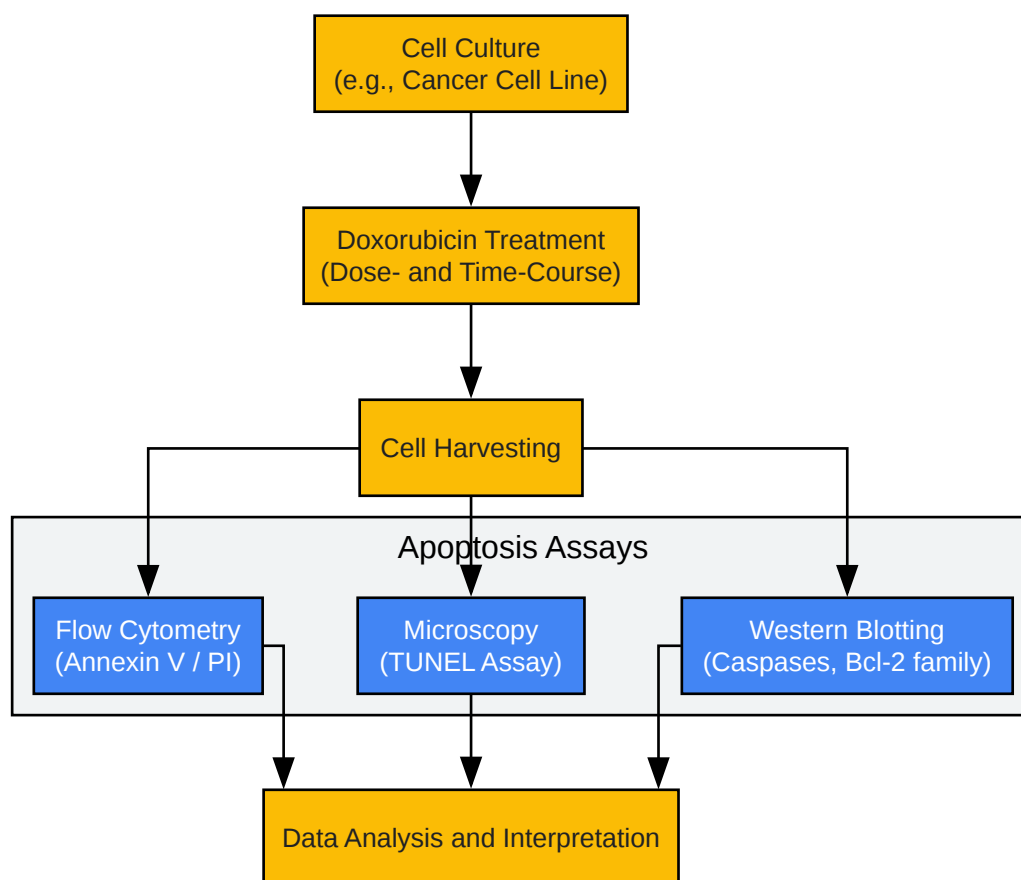 Cell Culture
(e.g., Cancer Cell Line)
Doxorubicin Treatment
(Dose- and Time-Course)
Cell Harvesting
Apoptosis Assays
Flow Cytometry
(Annexin V / PI)
Microscopy
(TUNEL Assay)
Western Blotting
(Caspases, Bcl-2 family)
Data Analysis and Interpretation